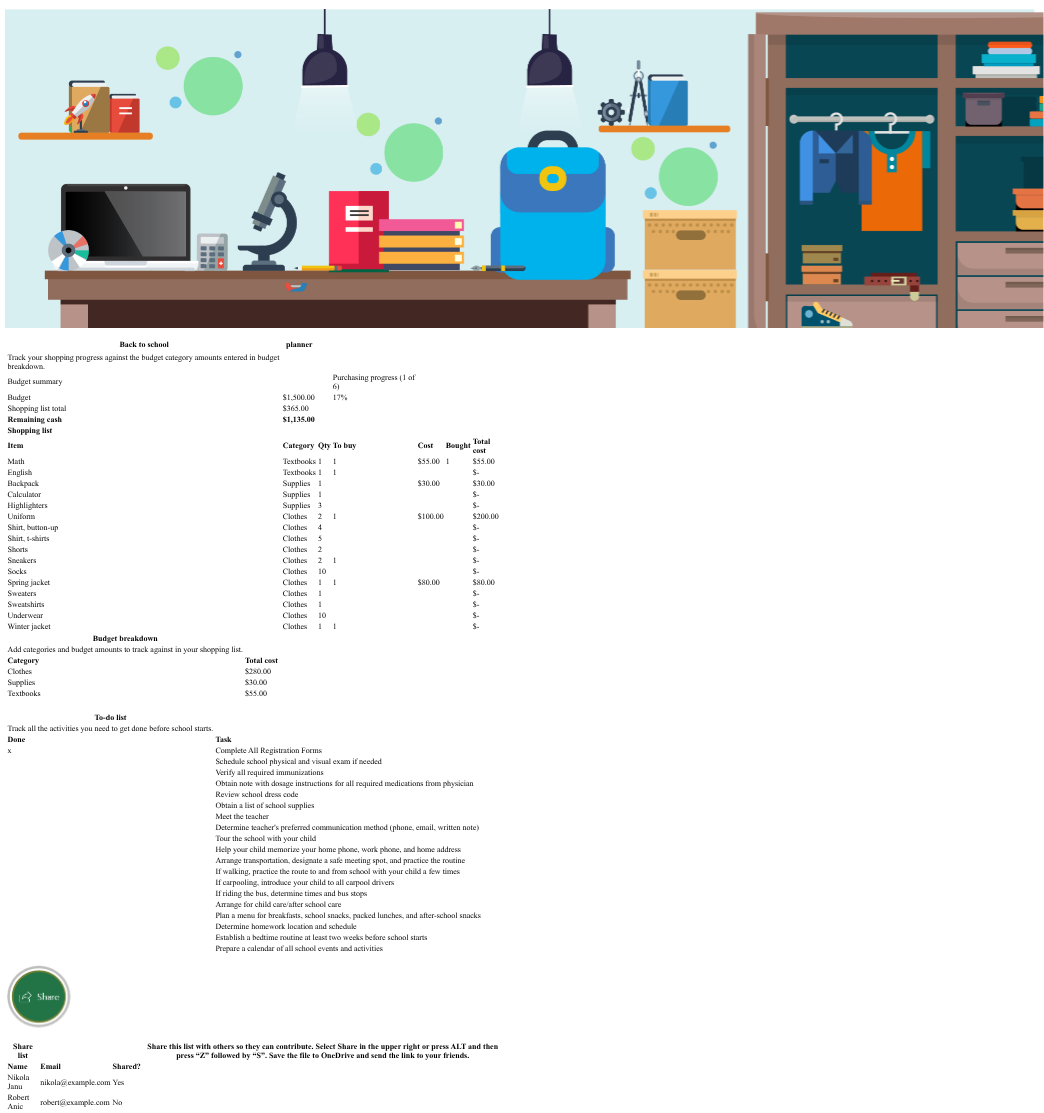 Back to school planner
Track your shopping progress against the budget category amounts entered in budget
breakdown.
Budget summary Purchasing progress (1 of
6)
Budget $1,500.00 17%
Shopping list total $365.00
Remaining cash $1,135.00
Shopping list
Item Category Qty To buy Cost Bought Total
cost
Math Textbooks 1 1 $55.00 1 $55.00
English Textbooks 1 1 $-
Backpack Supplies 1 $30.00 $30.00
Calculator Supplies 1 $-
Highlighters Supplies 3 $-
Uniform Clothes 2 1 $100.00 $200.00
Shirt, button-up Clothes 4 $-
Shirt, t-shirts Clothes 5 $-
Shorts Clothes 2 $-
Sneakers Clothes 2 1 $-
Socks Clothes 10 $-
Spring jacket Clothes 1 1 $80.00 $80.00
Sweaters Clothes 1 $-
Sweatshirts Clothes 1 $-
Underwear Clothes 10 $-
Winter jacket Clothes 1 1 $-
Budget breakdown
Add categories and budget amounts to track against in your shopping list.
Category Total cost
Clothes $280.00
Supplies $30.00
Textbooks $55.00
To-do list
Track all the activities you need to get done before school starts.
Done Task
x Complete All Registration Forms
Schedule school physical and visual exam if needed
Verify all required immunizations
Obtain note with dosage instructions for all required medications from physician
Review school dress code
Obtain a list of school supplies
Meet the teacher
Determine teacher's preferred communication method (phone, email, written note)
Tour the school with your child
Help your child memorize your home phone, work phone, and home address
Arrange transportation, designate a safe meeting spot, and practice the routine
If walking, practice the route to and from school with your child a few times
If carpooling, introduce your child to all carpool drivers
If riding the bus, determine times and bus stops
Arrange for child care/after school care
Plan a menu for breakfasts, school snacks, packed lunches, and after-school snacks
Determine homework location and schedule
Establish a bedtime routine at least two weeks before school starts
Prepare a calendar of all school events and activities
Share
Share
list
Share this list with others so they can contribute. Select Share in the upper right or press ALT and then
press “Z” followed by “S”. Save the file to OneDrive and send the link to your friends.
Name Email Shared?
Nikola
Janu nikola@example.com Yes
Robert
Anic robert@example.com No